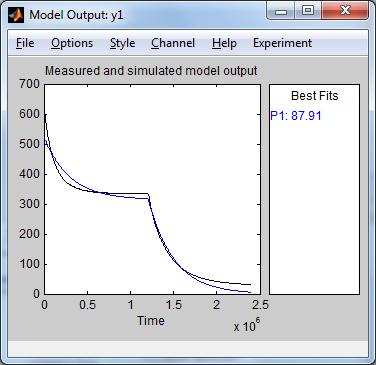 Model Output: y1
File Options Style Channel Help Experiment
Measured and simulated model output
Best Fits
P1: 87.91
700
600
500
400
300
200
100
0
0 0.5 1 1.5 2 2.5
Time
x 10^6